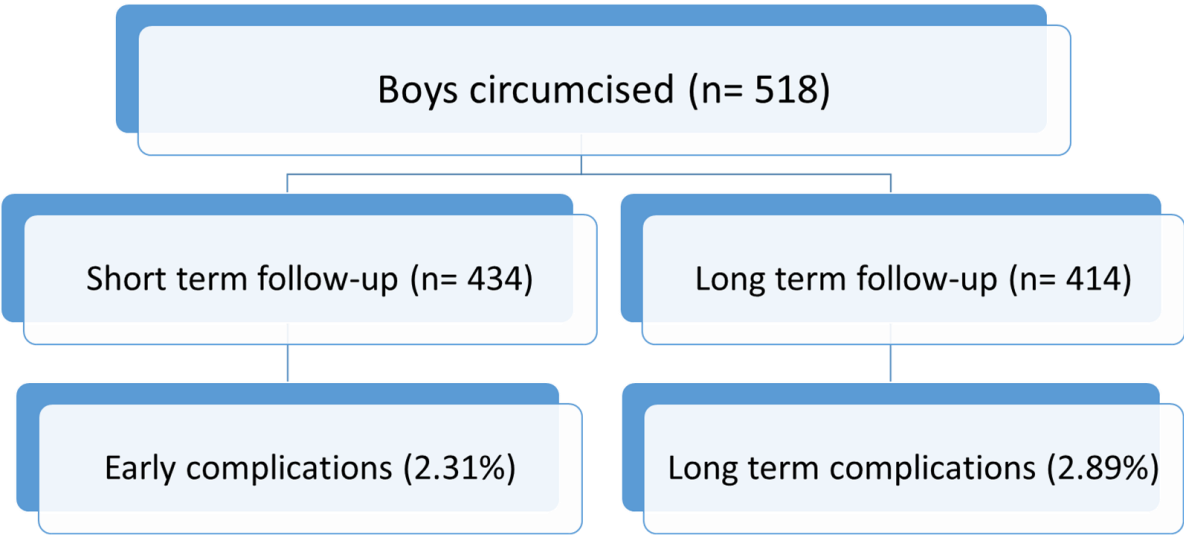 Boys circumcised (n= 518)
Short term follow-up (n= 434)
Long term follow-up (n= 414)
Early complications (2.31%)
Long term complications (2.89%)